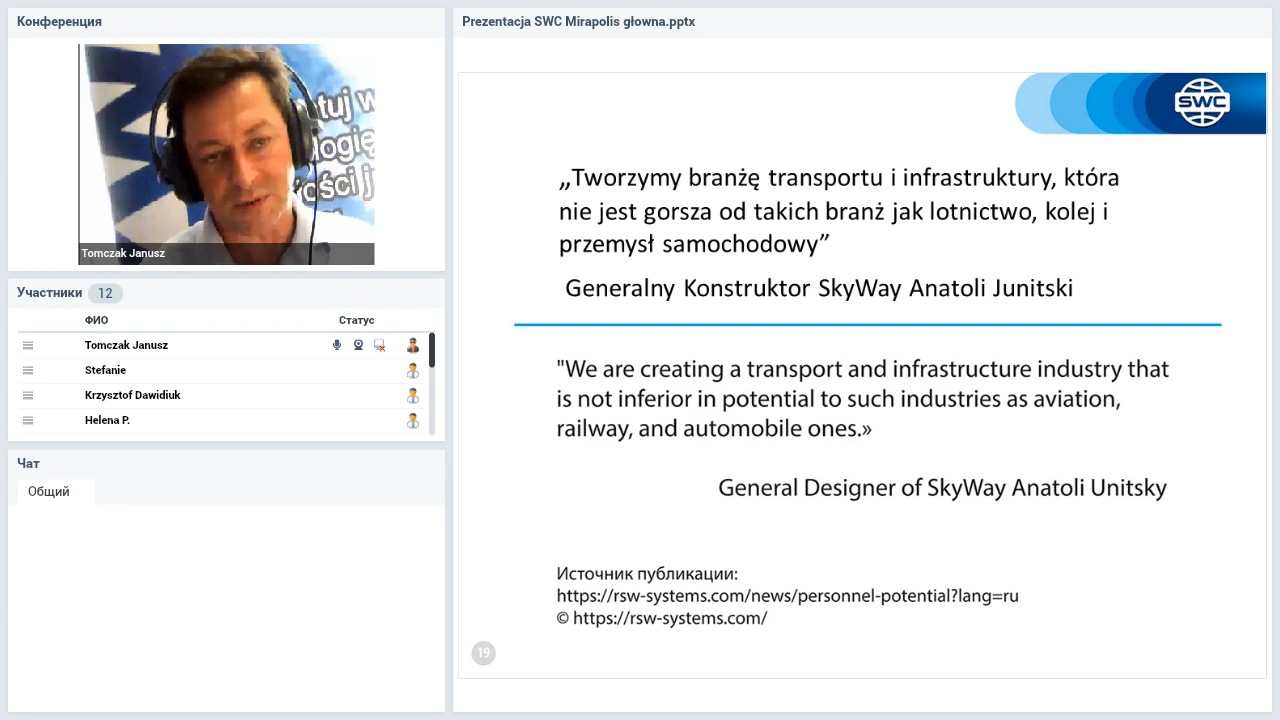 Конференция
tuj w
logię
ości j
Tomczak Janusz
Участники 12
ФИО Статус
Tomczak Janusz
Stefanie
Krzysztof Dawidiuk
Helena P.
Чат
Общий
Prezentacja SWC Mirapolis głowna.pptx
SWC
„Tworzymy branżę transportu i infrastruktury, która
nie jest gorsza od takich branż jak lotnictwo, kolej i
przemysł samochodowy”
Generalny Konstruktor SkyWay Anatoli Junitski
"We are creating a transport and infrastructure industry that
is not inferior in potential to such industries as aviation,
railway, and automobile ones.»
General Designer of SkyWay Anatoli Unitsky
Источник публикации:
https://rsw-systems.com/news/personnel-potential?lang=ru
© https://rsw-systems.com/
19